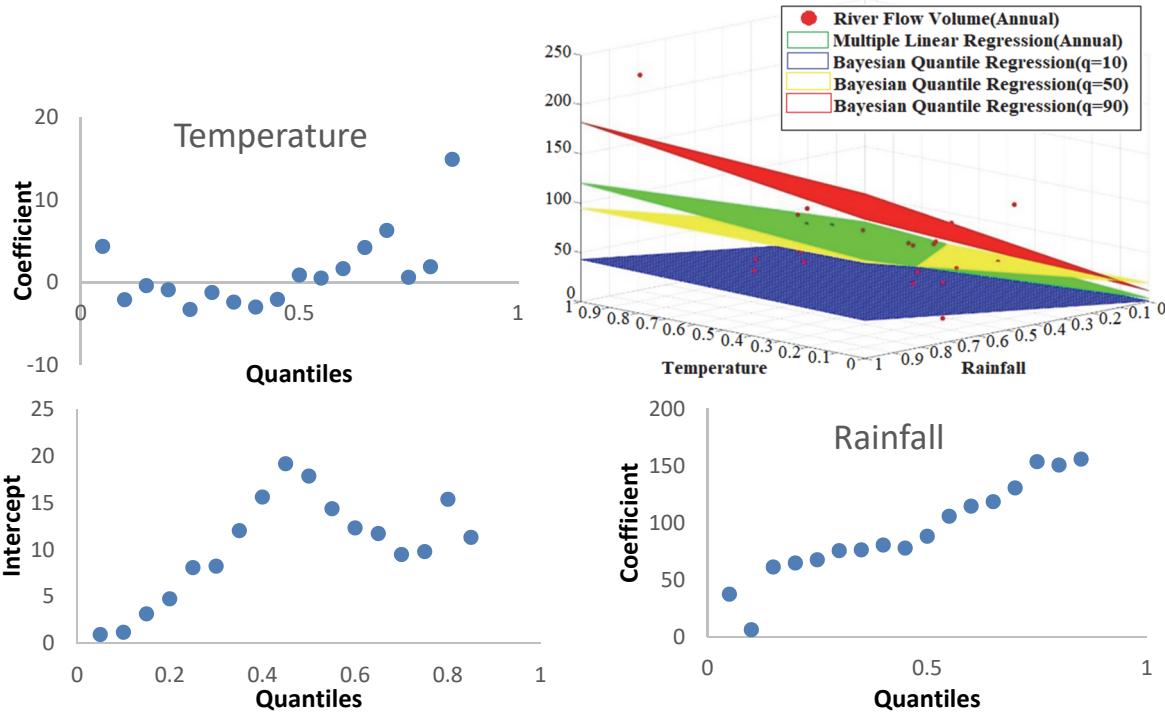 Temperature
20
10
0
-10
0
0.5
1
Coefficient
Quantiles
River Flow Volume(Annual)
Multiple Linear Regression(Annual)
Bayesian Quantile Regression(q=10)
Bayesian Quantile Regression(q=50)
Bayesian Quantile Regression(q=90)
250
200
150
100
50
0
1 0.9 0.8 0.7 0.6 0.5 0.4 0.3 0.2 0.1 0
Temperature
1 0.9 0.8 0.7 0.6 0.5 0.4 0.3 0.2 0.1 0
Rainfall
25
20
15
10
5
0
0 0.2 0.4 0.6 0.8 1
Intercept
Quantiles
Rainfall
200
150
100
50
0
0 0.5 1
Coefficient
Quantiles